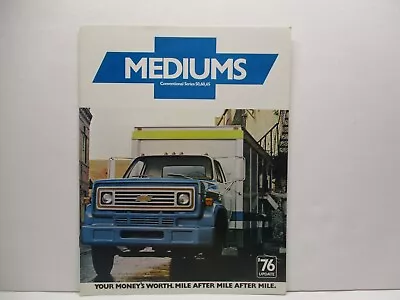 MEDIUMS
Conventional Series 50,60,65
'76
UPDATE
YOUR MONEY'S WORTH. MILE AFTER MILE AFTER MILE.